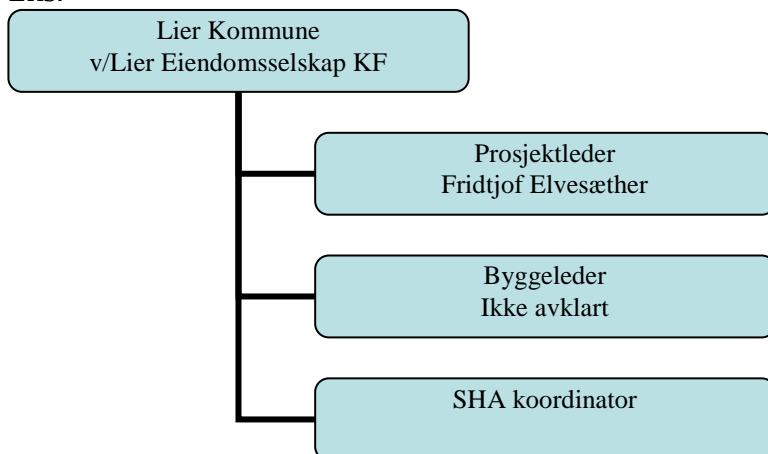 Lier Kommune
v/Lier Eiendomsselskap KF
Prosjektleder
Fridtjof Elvesæther
Byggeleder
Ikke avklart
SHA koordinator